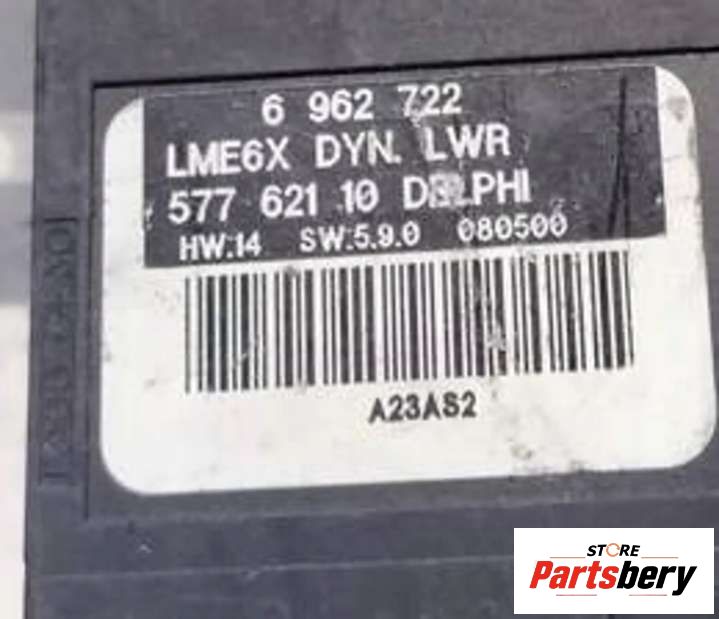 6 962 722
LME6X DYN. LWR
577 621 10 DELPHI
HW:14 SW:5.9.0 080500
A23AS2
STORE
Partsbery